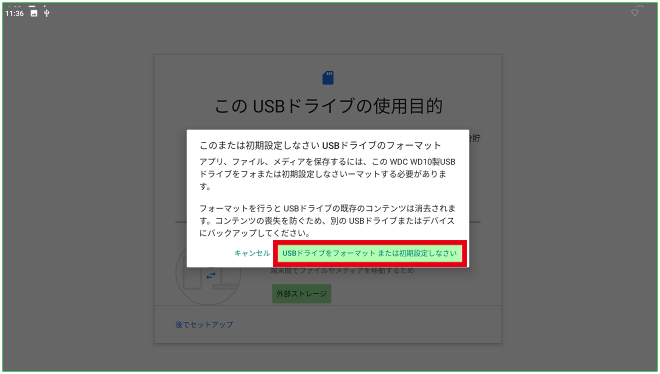 11:36
この USBドライブの使用目的
このまたは初期設定しなさい USBドライブのフォーマット
アプリ、ファイル、メディアを保存するには、この WDC WD10製USB
ドライブをフォまたは初期設定しなさいーマットする必要がありま
す。
フォーマットを行うと USBドライブの既存のコンテンツは消去されま
す。コンテンツの喪失を防ぐため、別の USBドライブまたはデバイス
にバックアップしてください。
キャンセル USBドライブをフォーマット または初期設定しなさい
端末間でファイルやメディアを移動するため
外部ストレージ
後でセットアップ